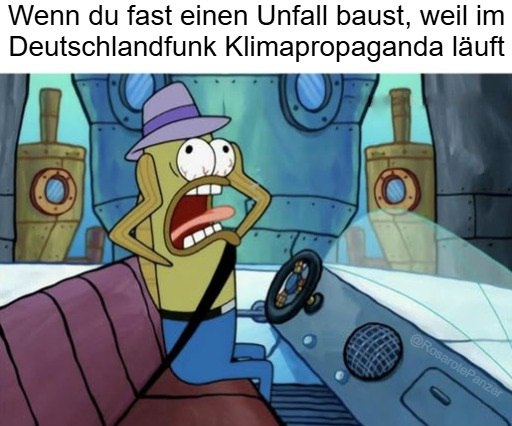 Wenn du fast einen Unfall baust, weil im
Deutschlandfunk Klimapropaganda läuft
@RosarotePanzer